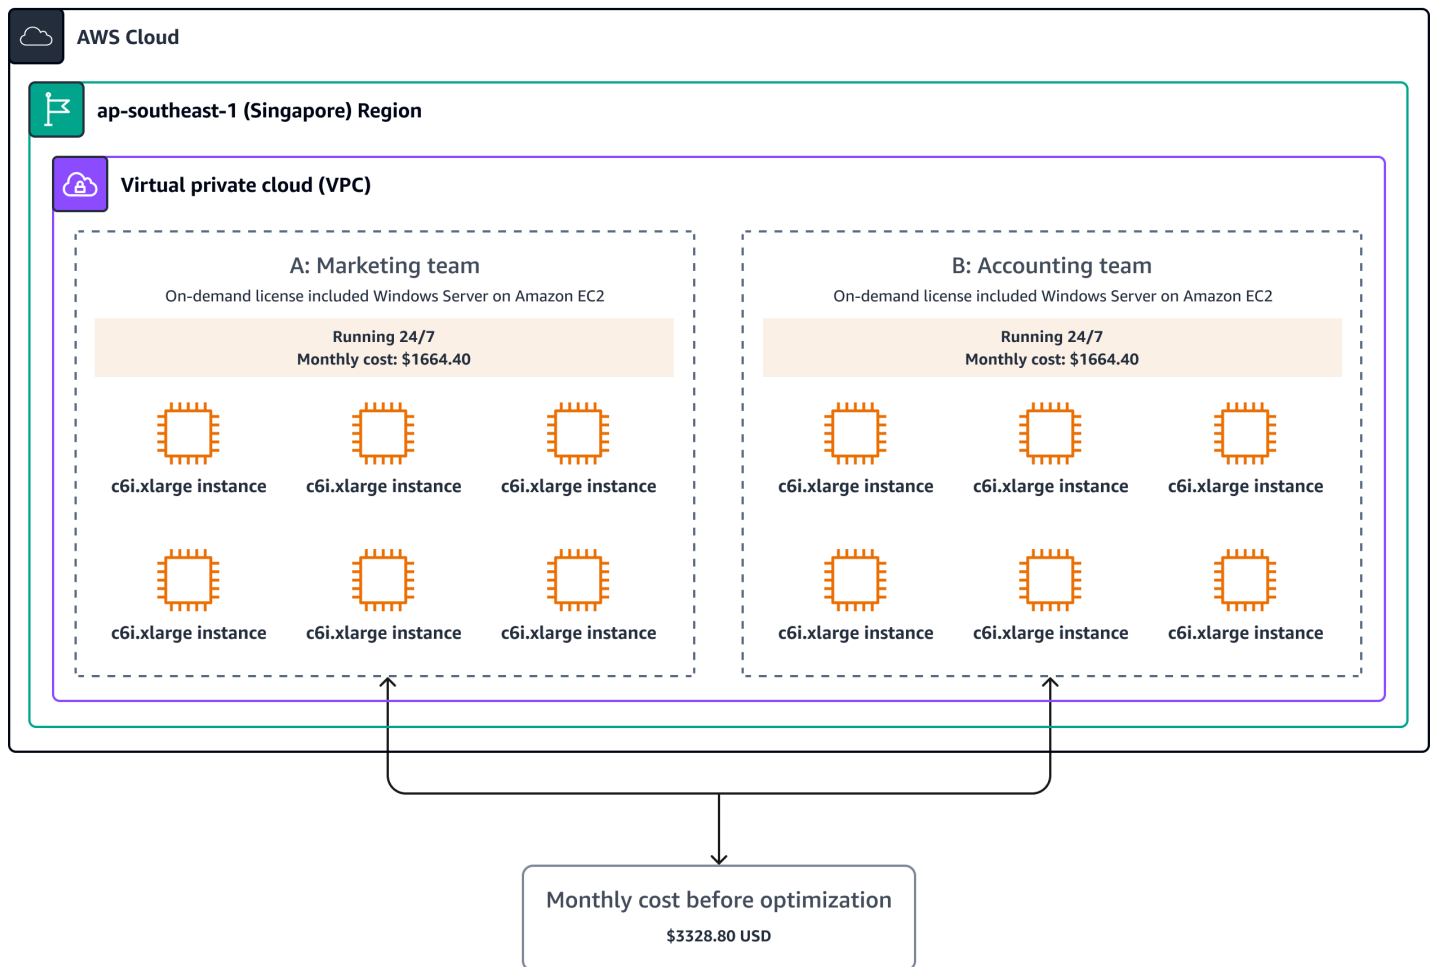 AWS Cloud
ap-southeast-1 (Singapore) Region
Virtual private cloud (VPC)
A: Marketing team
On-demand license included Windows Server on Amazon EC2
Running 24/7
Monthly cost: $1664.40
c6i.xlarge instance
c6i.xlarge instance
c6i.xlarge instance
c6i.xlarge instance
c6i.xlarge instance
c6i.xlarge instance
B: Accounting team
On-demand license included Windows Server on Amazon EC2
Running 24/7
Monthly cost: $1664.40
c6i.xlarge instance
c6i.xlarge instance
c6i.xlarge instance
c6i.xlarge instance
c6i.xlarge instance
c6i.xlarge instance
Monthly cost before optimization
$3328.80 USD